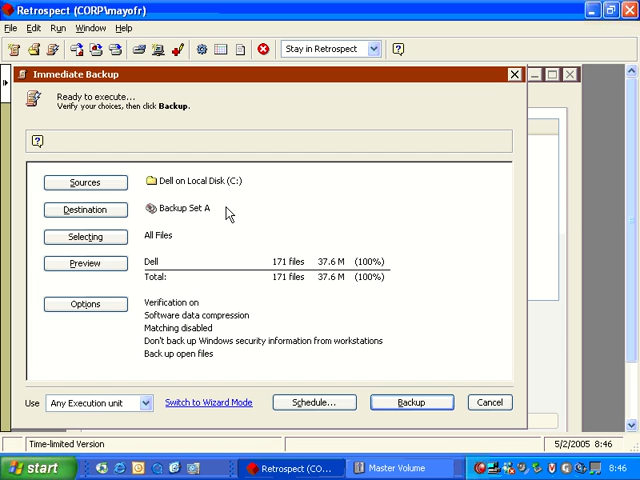 Retrospect (CORP\mayofr)
File Edit Run Window Help
Stay in Retrospect
Immediate Backup
Ready to execute...
Verify your choices, then click Backup.
Sources Dell on Local Disk (C:)
Destination Backup Set A
Selecting All Files
Preview Dell 171 files 37.6 M (100%)
Total: 171 files 37.6 M (100%)
Options Verification on
Software data compression
Matching disabled
Don't back up Windows security information from workstations
Back up open files
Use Any Execution unit Switch to Wizard Mode Schedule... Backup Cancel
Time-limited Version 5/2/2005 8:46
start Retrospect (CO... Master Volume 8:46